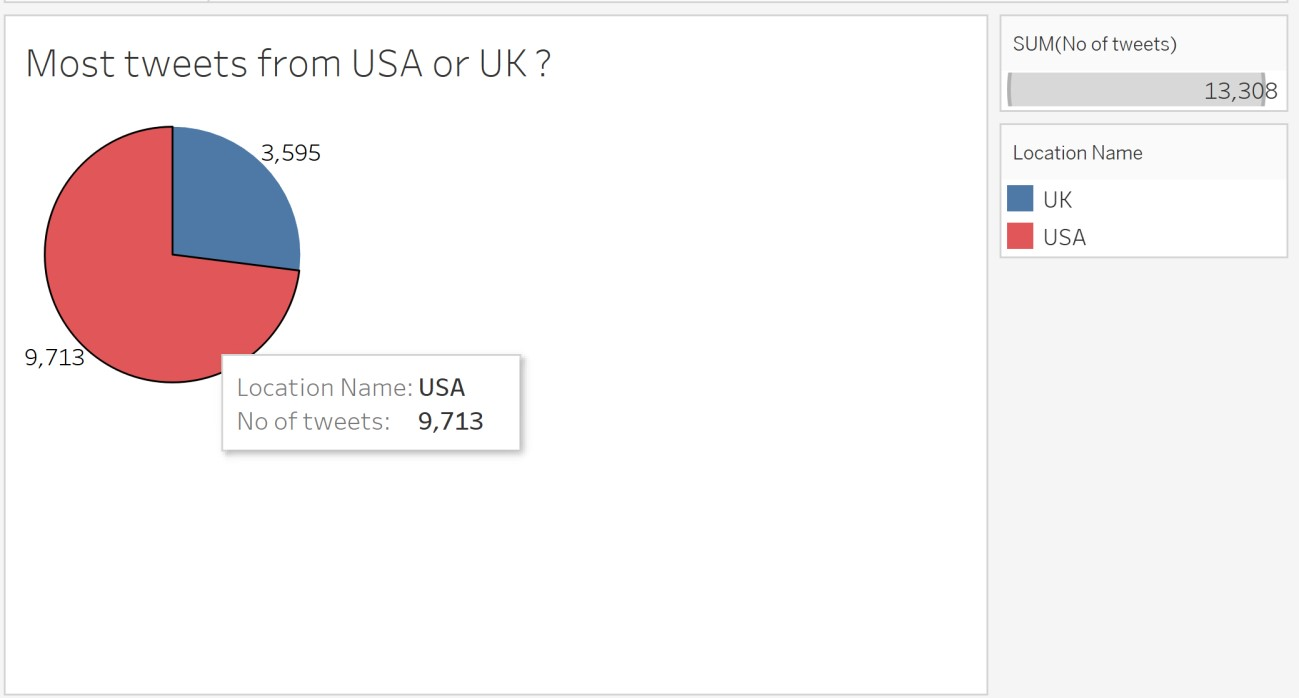 Most tweets from USA or UK ?
3,595
9,713
Location Name: USA
No of tweets: 9,713
SUM(No of tweets)
13,308
Location Name
UK
USA